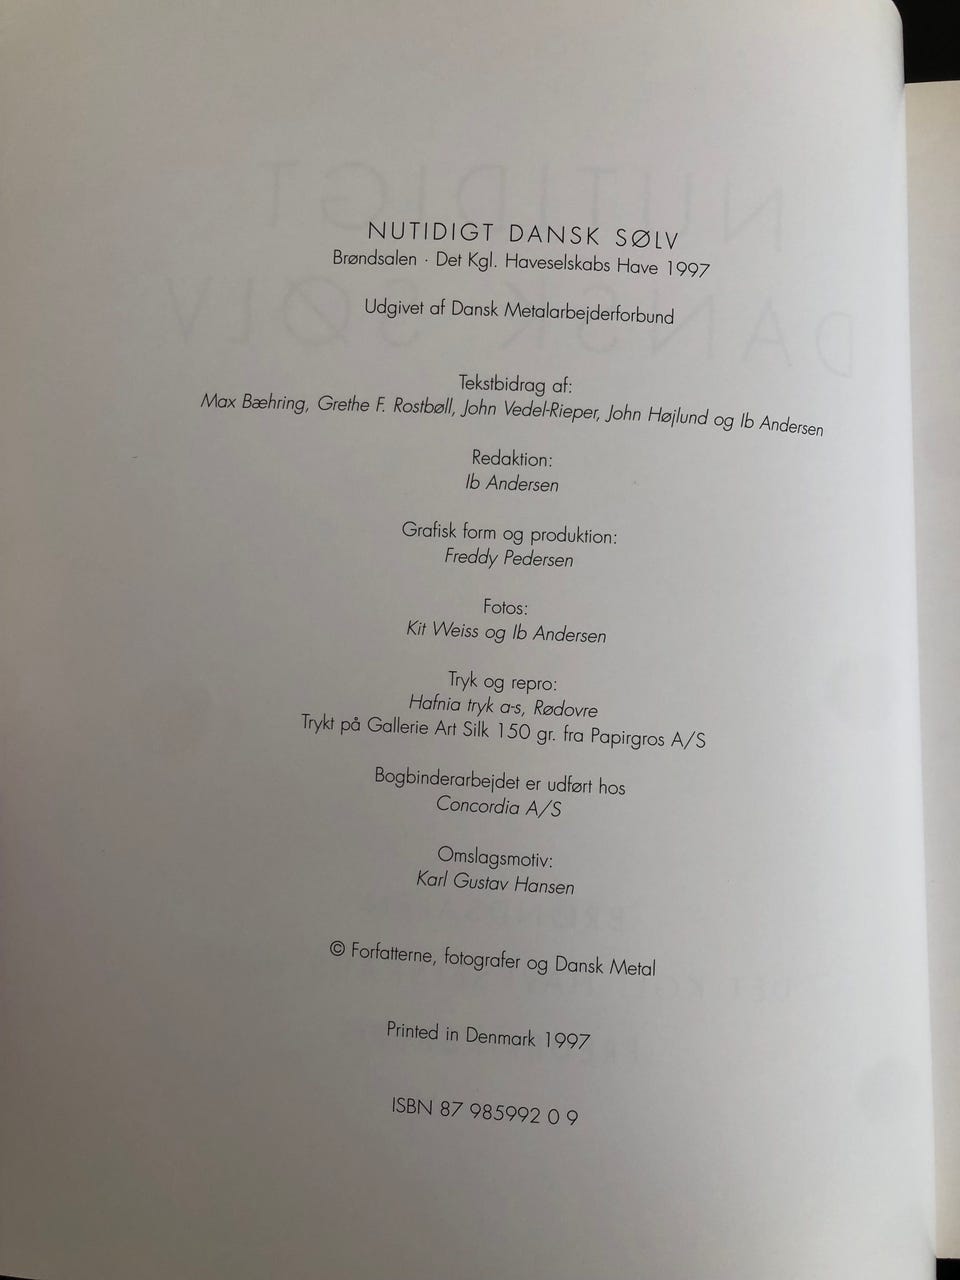 NUTIDIGT DANSK SØLV
Brøndsalen · Det Kgl. Haveselskabs Have 1997
Udgivet af Dansk Metalarbejderforbund
Tekstbidrag af:
Max Bæhring, Grethe F. Rostbøll, John Vedel-Rieper, John Højlund og Ib Andersen
Redaktion:
Ib Andersen
Grafisk form og produktion:
Freddy Pedersen
Fotos:
Kit Weiss og Ib Andersen
Tryk og repro:
Hafnia tryk a-s, Rødovre
Trykt på Gallerie Art Silk 150 gr. fra Papirgros A/S
Bogbinderarbejdet er udført hos
Concordia A/S
Omslagsmotiv:
Karl Gustav Hansen
© Forfatterne, fotografer og Dansk Metal
Printed in Denmark 1997
ISBN 87 985992 0 9